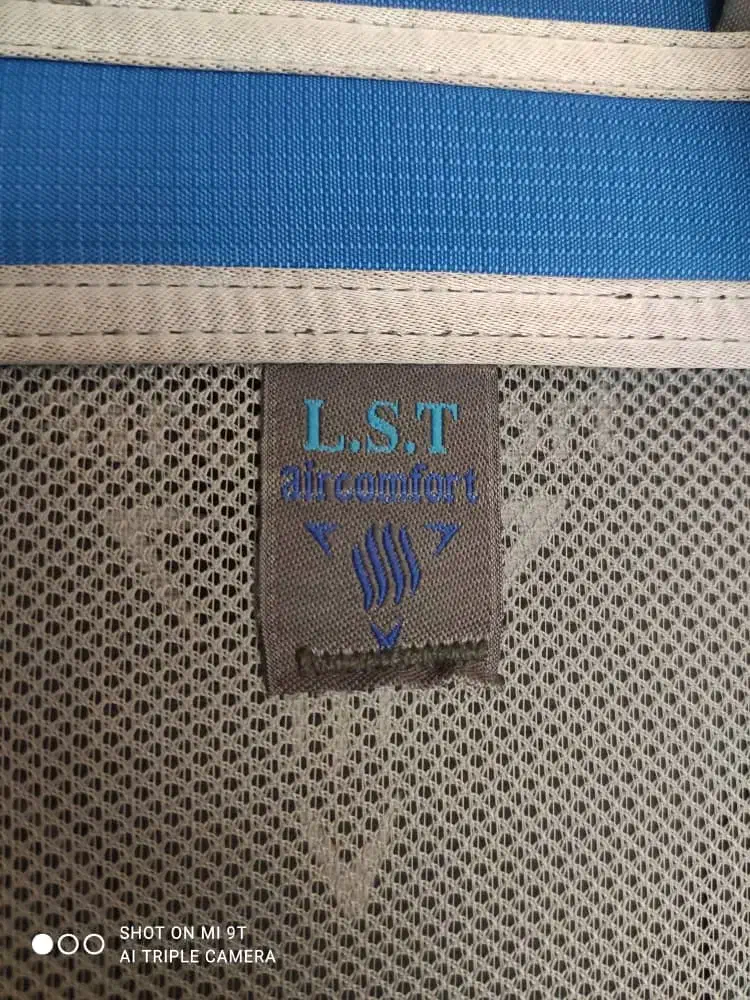 L.S.T
aircomfort
SHOT ON MI 9T
AI TRIPLE CAMERA